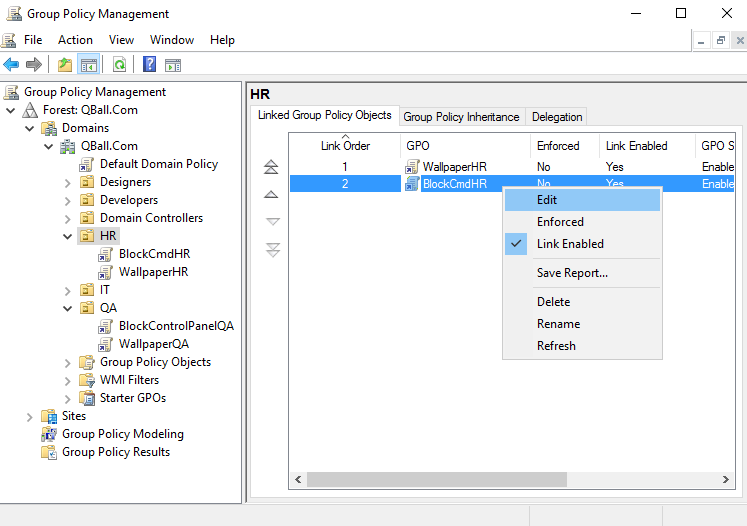 Group Policy Management
File Action View Window Help
Group Policy Management
Forest: QBall.Com
Domains
QBall.Com
Default Domain Policy
Designers
Developers
Domain Controllers
HR
BlockCmdHR
WallpaperHR
IT
QA
BlockControlPanelQA
WallpaperQA
Group Policy Objects
WMI Filters
Starter GPOs
Sites
Group Policy Modeling
Group Policy Results
HR
Linked Group Policy Objects Group Policy Inheritance Delegation
Link Order GPO Enforced Link Enabled GPO S
1 WallpaperHR No Yes Enable
2 BlockCmdHR No Yes Enable
Edit
Enforced
Link Enabled
Save Report...
Delete
Rename
Refresh